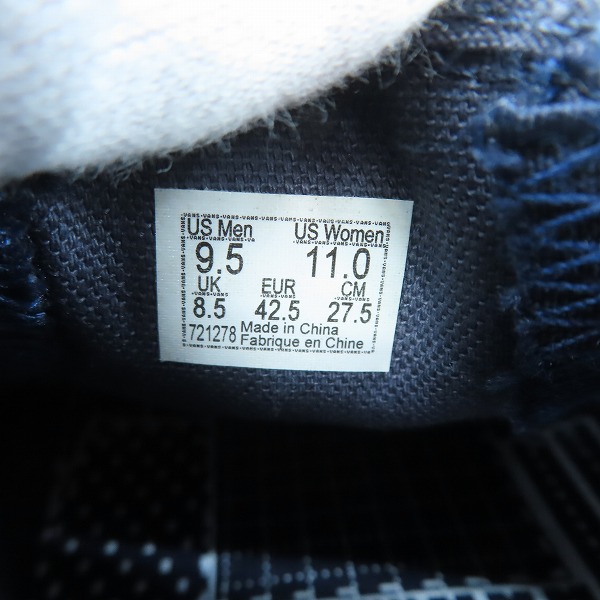 US Men US Women
9.5 11.0
UK EUR CM
8.5 42.5 27.5
721278 Made in China
Fabrique en Chine